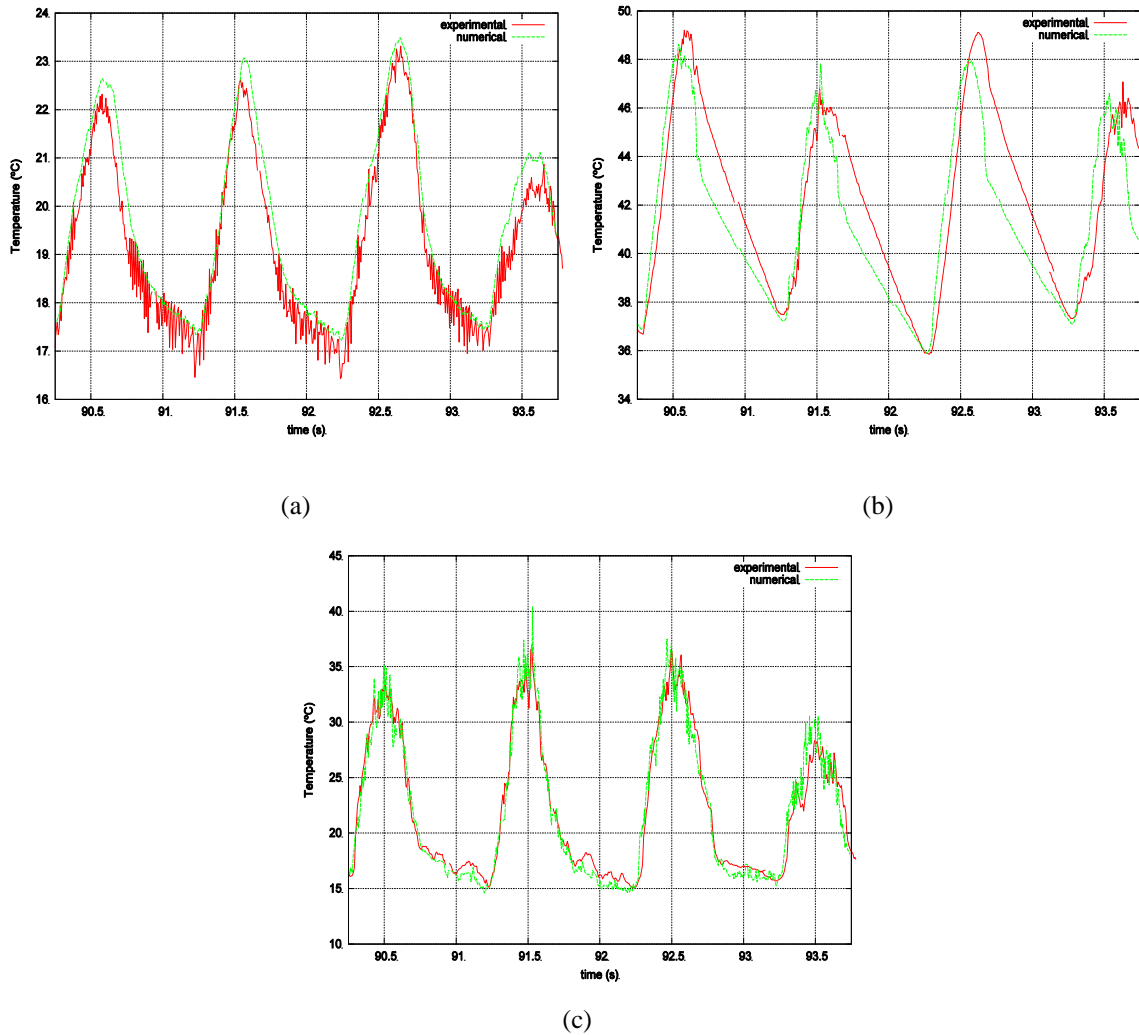 experimental
numerical
Temperature (ºC)
24.
23.
22.
21.
20.
19.
18.
17.
16.
90.5. 91. 91.5. 92. 92.5. 93. 93.5.
time (s).
(a)
experimental
numerical
Temperature (ºC)
50.
48.
46.
44.
42.
40.
38.
36.
34.
90.5. 91. 91.5. 92. 92.5. 93. 93.5.
time (s).
(b)
experimental
numerical
Temperature (ºC)
45.
40.
35.
30.
25.
20.
15.
10.
90.5. 91. 91.5. 92. 92.5. 93. 93.5.
time (s).
(c)